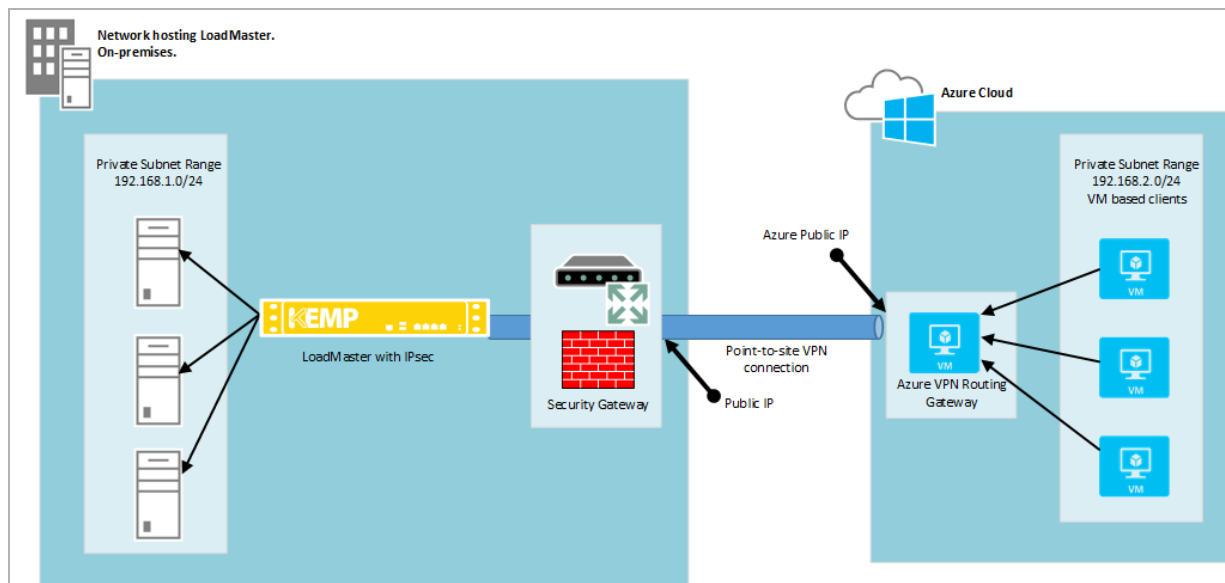 Network hosting LoadMaster.
On-premises.
Azure Cloud
Private Subnet Range
192.168.1.0/24
Private Subnet Range
192.168.2.0/24
VM based clients
Azure Public IP
VM
KEMP
LoadMaster with IPsec
Point-to-site VPN
connection
VM
Azure VPN Routing
Gateway
VM
Security Gateway
Public IP
VM